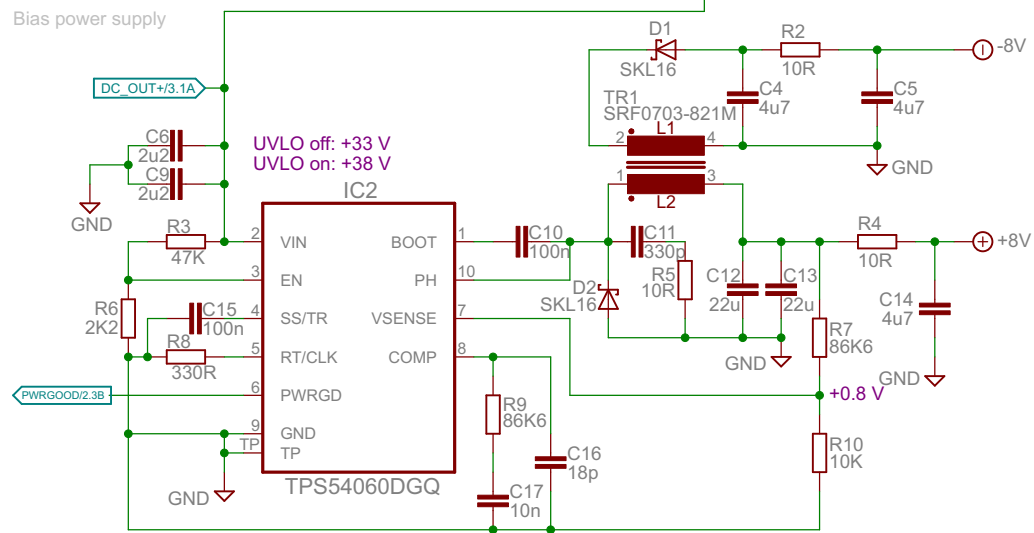 Bias power supply
D1
SKL16
R2
10R
-8V
DC_OUT+/3.1A
C4
4u7
C5
4u7
TR1
SRF0703-821M
L1
2
4
GND
C6
2u2
C9
2u2
GND
UVLO off: +33 V
UVLO on: +38 V
1
3
L2
IC2
R3
47K
2
VIN
BOOT
1
C10
100n
C11
330p
R4
10R
+8V
3
EN
PH
10
R5
10R
D2
SKL16
C12
22u
C13
22u
R6
2K2
C15
100n
4
SS/TR
VSENSE
7
C14
4u7
R8
330R
5
RT/CLK
COMP
8
R7
86K6
GND
GND
PWRGOOD/2.3B
6
PWRGD
+0.8 V
R9
86K6
9
GND
TP
TP
R10
10K
C16
18p
GND
TPS54060DGQ
C17
10n